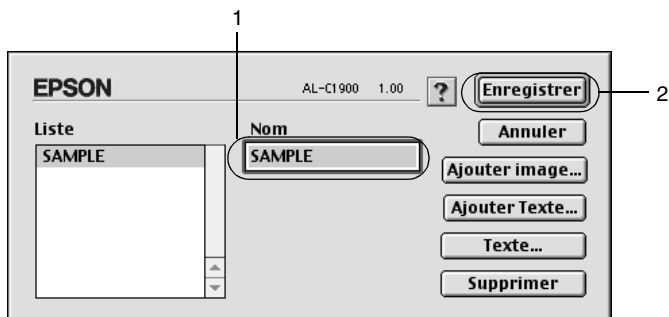 1
EPSON AL-C1900 1.00 ? Enregistrer 2
Liste Nom Annuler
SAMPLE SAMPLE
Ajouter image...
Ajouter Texte...
Texte...
Supprimer